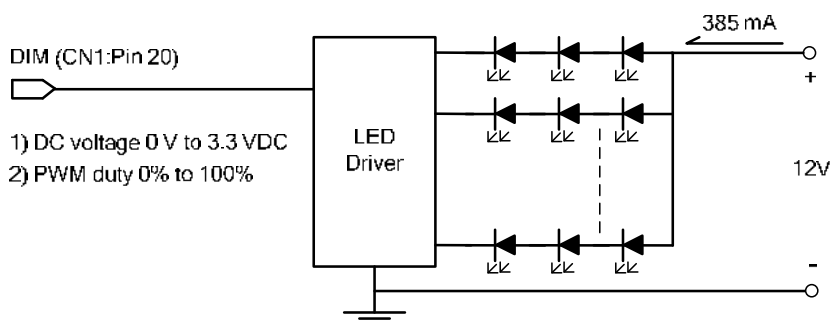 385 mA
DIM (CN1:Pin 20)
+
1) DC voltage 0 V to 3.3 VDC
2) PWM duty 0% to 100%
LED
Driver
12V
-